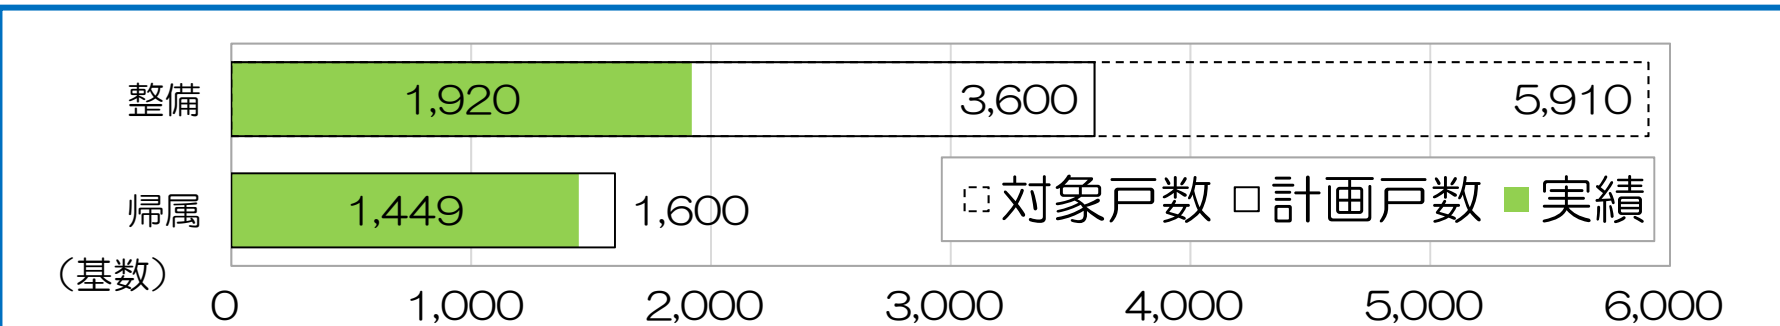 整備 1,920 3,600 5,910
帰属 1,449 1,600
対象戸数 計画戸数 実績
（基数）
0 1,000 2,000 3,000 4,000 5,000 6,000